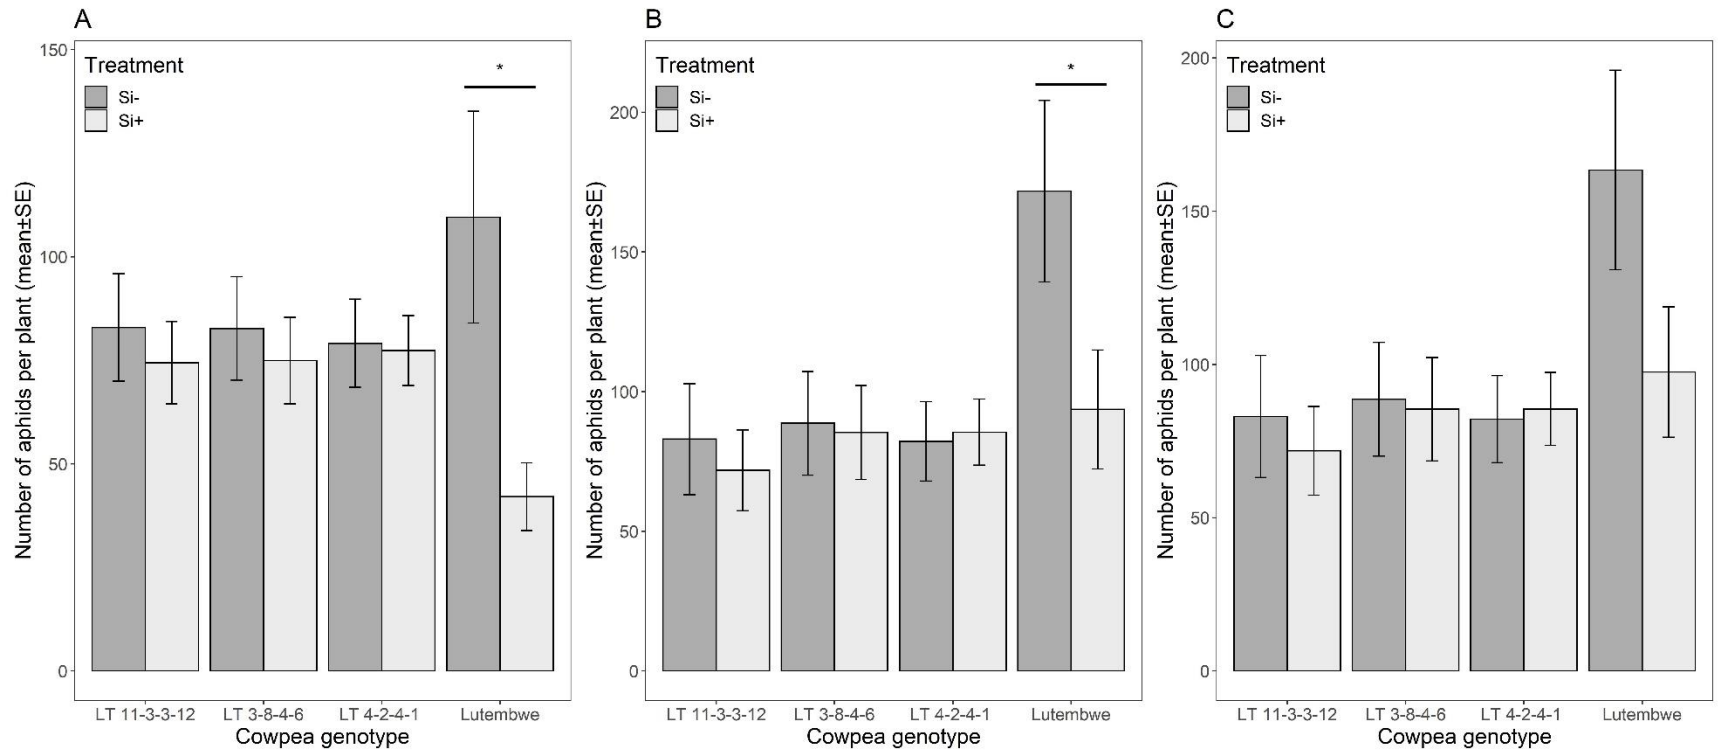 A
Number of aphids per plant (mean±SE)
150
100
50
0
Treatment
Si-
Si+
*
LT 11-3-3-12 LT 3-8-4-6 LT 4-2-4-1 Lutembwe
Cowpea genotype
B
Number of aphids per plant (mean±SE)
200
150
100
50
0
Treatment
Si-
Si+
*
LT 11-3-3-12 LT 3-8-4-6 LT 4-2-4-1 Lutembwe
Cowpea genotype
C
Number of aphids per plant (mean±SE)
200
150
100
50
0
Treatment
Si-
Si+
LT 11-3-3-12 LT 3-8-4-6 LT 4-2-4-1 Lutembwe
Cowpea genotype